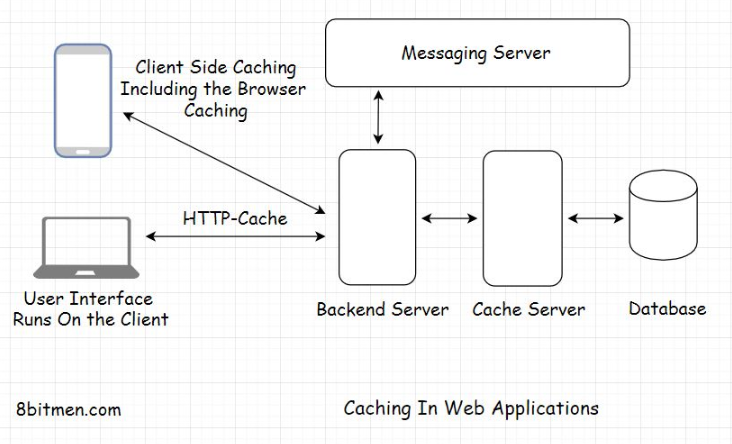 Messaging Server
Client Side Caching
Including the Browser
Caching
HTTP-Cache
User Interface
Runs On the Client
Backend Server
Cache Server
Database
8bitmen.com
Caching In Web Applications